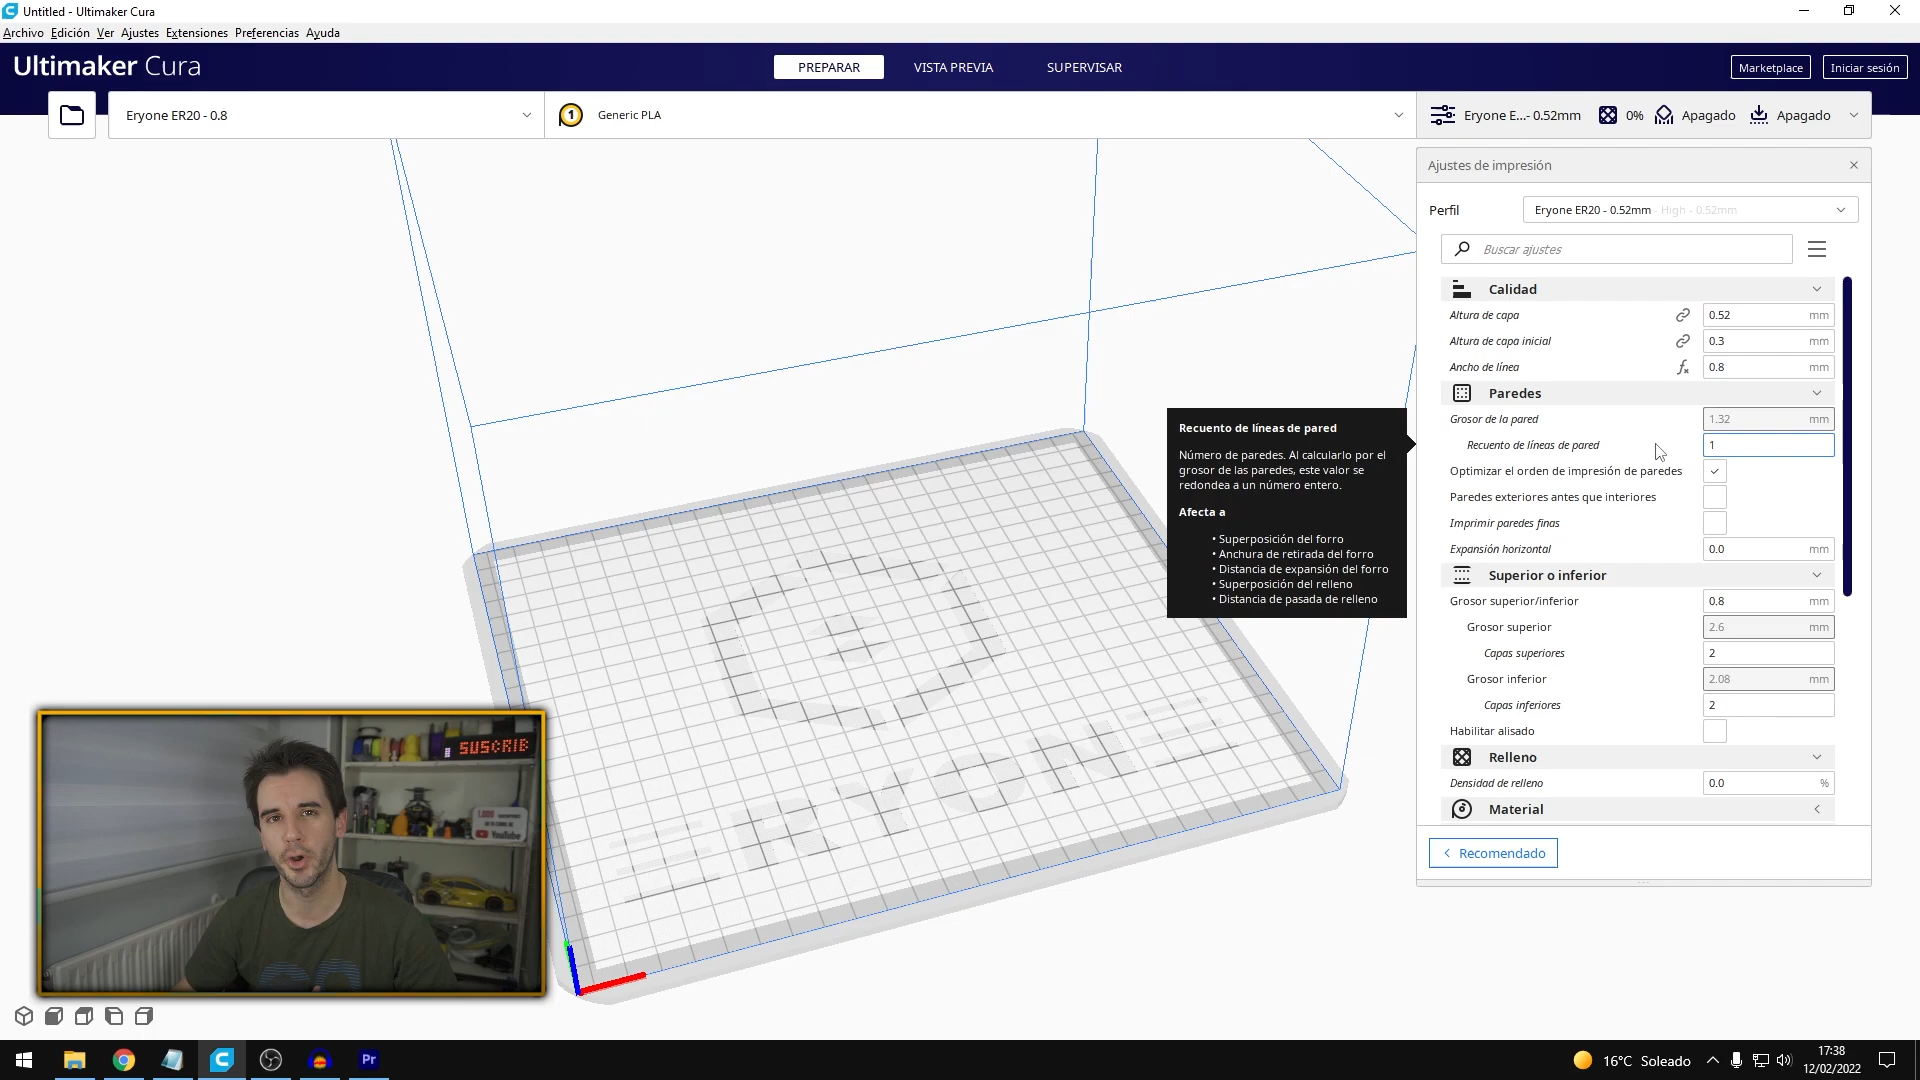 Untitled - Ultimaker Cura
Archivo Edición Ver Ajustes Extensiones Preferencias Ayuda
Ultimaker Cura
PREPARAR
VISTA PREVIA
SUPERVISAR
Marketplace
Iniciar sesión
Eryone ER20 - 0.8
1
Generic PLA
Eryone E...- 0.52mm
0%
Apagado
Apagado
Ajustes de impresión
Perfil
Eryone ER20 - 0.52mm - High - 0.52mm
Buscar ajustes
Calidad
Altura de capa 0.52 mm
Altura de capa inicial 0.3 mm
Ancho de línea fx 0.8 mm
Paredes
Grosor de la pared 1.32 mm
Recuento de líneas de pared 1
Optimizar el orden de impresión de paredes
Paredes exteriores antes que interiores
Imprimir paredes finas
Expansión horizontal 0.0 mm
Superior o inferior
Grosor superior/inferior 0.8 mm
Grosor superior 2.6 mm
Capas superiores 2
Grosor inferior 2.08 mm
Capas inferiores 2
Habilitar alisado
Relleno
Densidad de relleno 0.0 %
Material
Recomendado
Recuento de líneas de pared
Número de paredes. Al calcularlo por el
grosor de las paredes, este valor se
redondea a un número entero.
Afecta a
• Superposición del forro
• Anchura de retirada del forro
• Distancia de expansión del forro
• Superposición del relleno
• Distancia de pasada de relleno
ERYONE
SUSCRIB
YouTube
Pr
16°C Soleado
17:38
12/02/2022